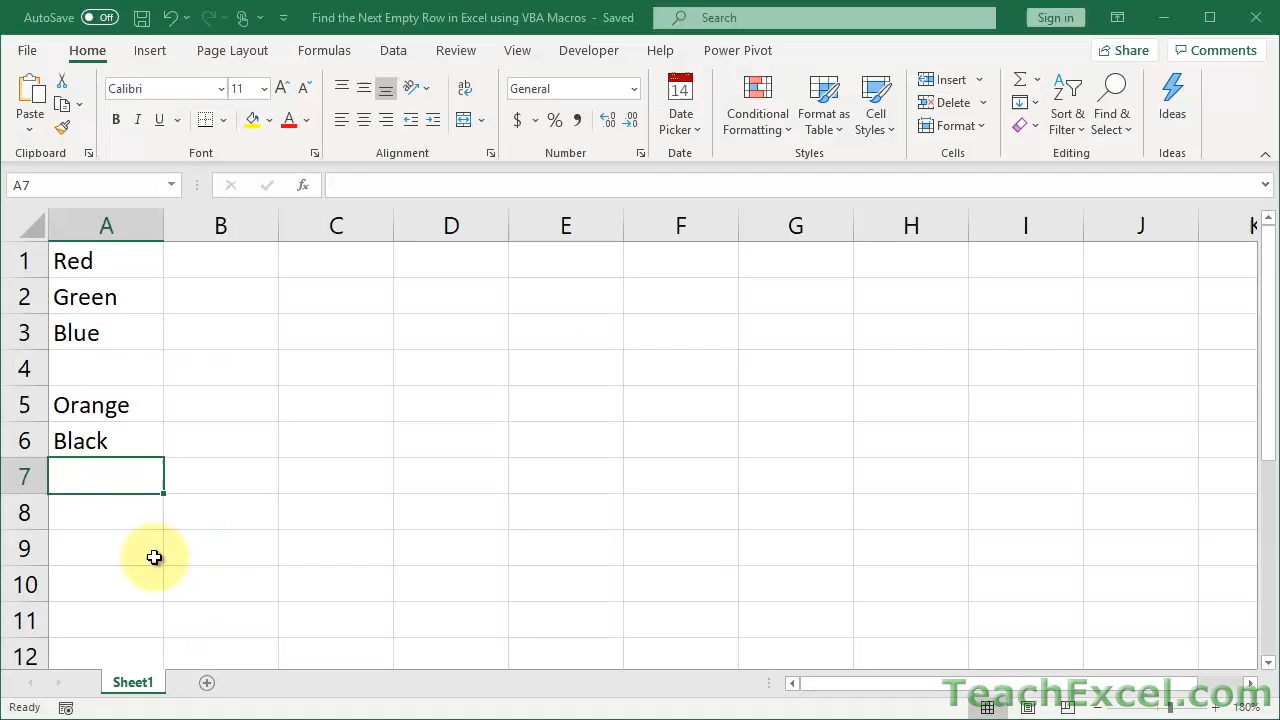 AutoSave Off Find the Next Empty Row in Excel using VBA Macros - Saved Search Sign in
File Home Insert Page Layout Formulas Data Review View Developer Help Power Pivot Share Comments
Paste
Clipboard
Calibri 11
B I U A
Font
Alignment
General
$ % 9
Number
14
Date
Picker
Date
Conditional
Formatting
Format as
Table
Cell
Styles
Styles
Insert
Delete
Format
Cells
Sort &
Filter
Find &
Select
Editing
Ideas
Ideas
A7 fx
A B C D E F G H I J K
1 Red
2 Green
3 Blue
4
5 Orange
6 Black
7
8
9
10
11
12
Sheet1
Ready
180%
TeachExcel.com